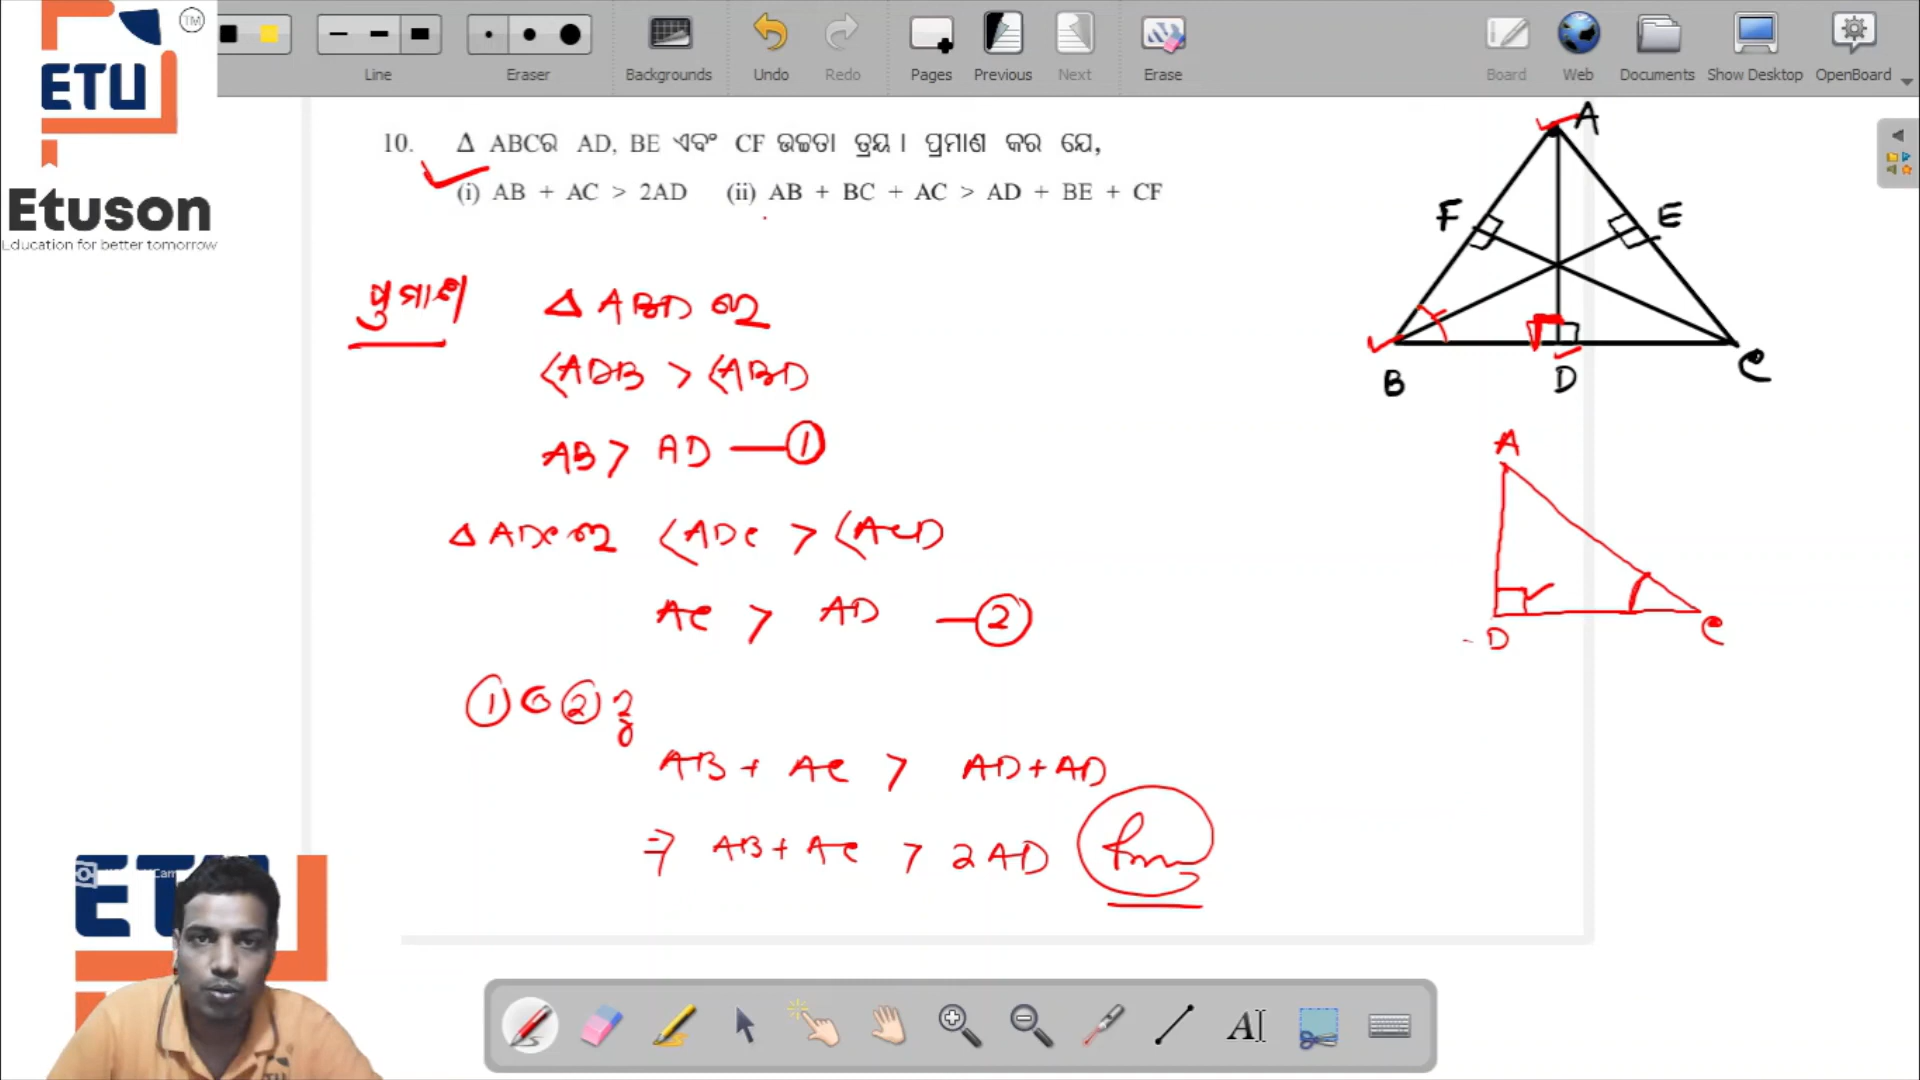 ETU
TM
Etuson
Education for better tomorrow
Line
Eraser
Backgrounds
Undo
Redo
Pages
Previous
Next
Erase
Board
Web
Documents
Show Desktop
OpenBoard
10. Δ ABCର AD, BE ଏବଂ CF ଉଚ୍ଚତା ତ୍ରୟ । ପ୍ରମାଣ କର ଯେ,
(i) AB + AC > 2AD (ii) AB + BC + AC > AD + BE + CF
ପ୍ରମାଣ
Δ ABD ରେ
∠ADB > ∠ABD
AB > AD — ①
Δ ADC ରେ ∠ADC > ∠ACD
AC > AD — ②
① ଓ ② ରୁ
AB + AC > AD + AD
⇒ AB + AC > 2AD
A
F
E
B
D
C
A
D
C